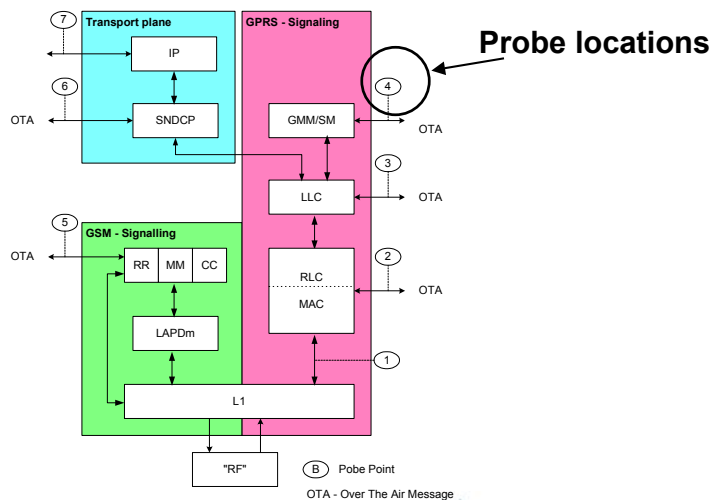 7
Transport plane
GPRS - Signaling
Probe locations
IP
6
4
OTA
SNDCP
GMM/SM
OTA
3
LLC
OTA
5
GSM - Signalling
OTA
RR
MM
CC
RLC
2
MAC
OTA
LAPDm
1
L1
"RF"
B
Pobe Point
OTA - Over The Air Message